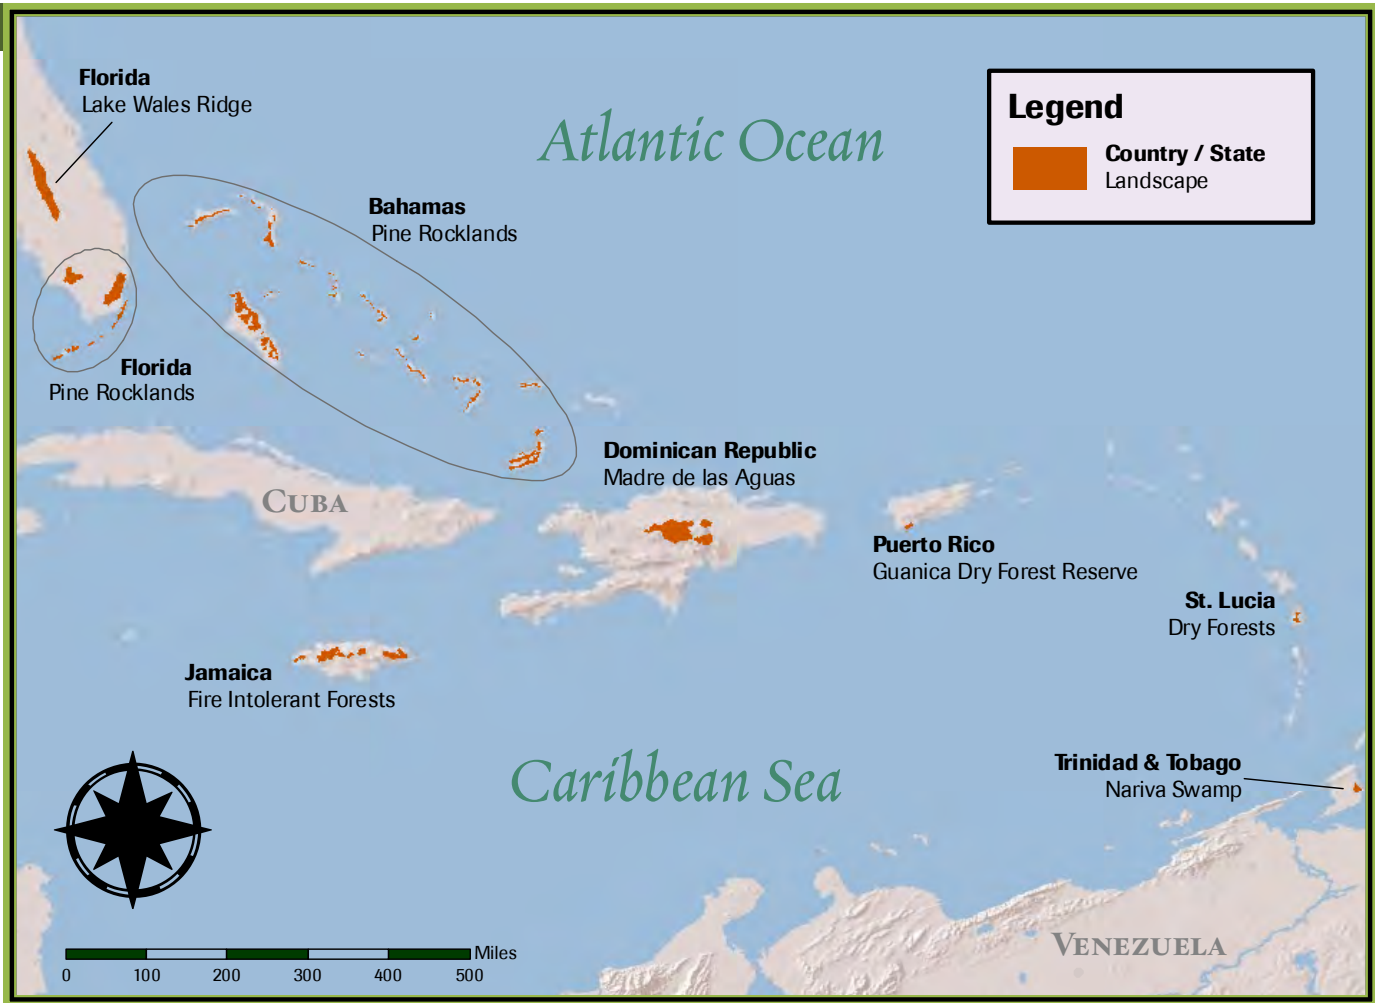 Florida
Lake Wales Ridge
Atlantic Ocean
Legend
Country / State
Landscape
Bahamas
Pine Rocklands
Florida
Pine Rocklands
Dominican Republic
Madre de las Aguas
CUBA
Puerto Rico
Guanica Dry Forest Reserve
St. Lucia
Dry Forests
Jamaica
Fire Intolerant Forests
Caribbean Sea
Trinidad & Tobago
Nariva Swamp
VENEZUELA
Miles
0 100 200 300 400 500